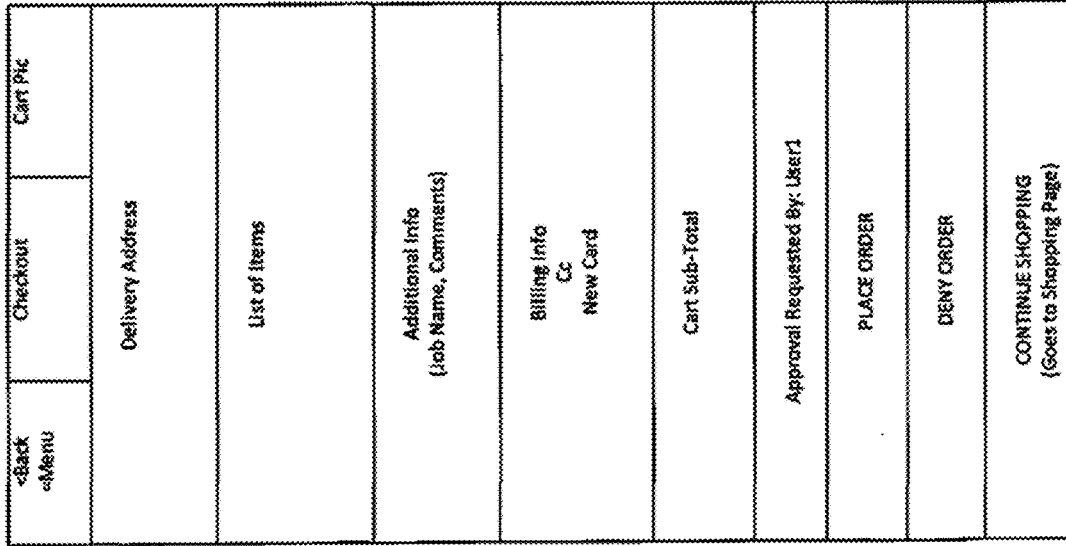 <Back
<Menu
Checkout
Cart Pic
Delivery Address
List of Items
Additional Info
(Job Name, Comments)
Billing Info
Cc
New Card
Cart Sub-Total
Approval Requested By: User1
PLACE ORDER
DENY ORDER
CONTINUE SHOPPING
(Goes to Shopping Page)